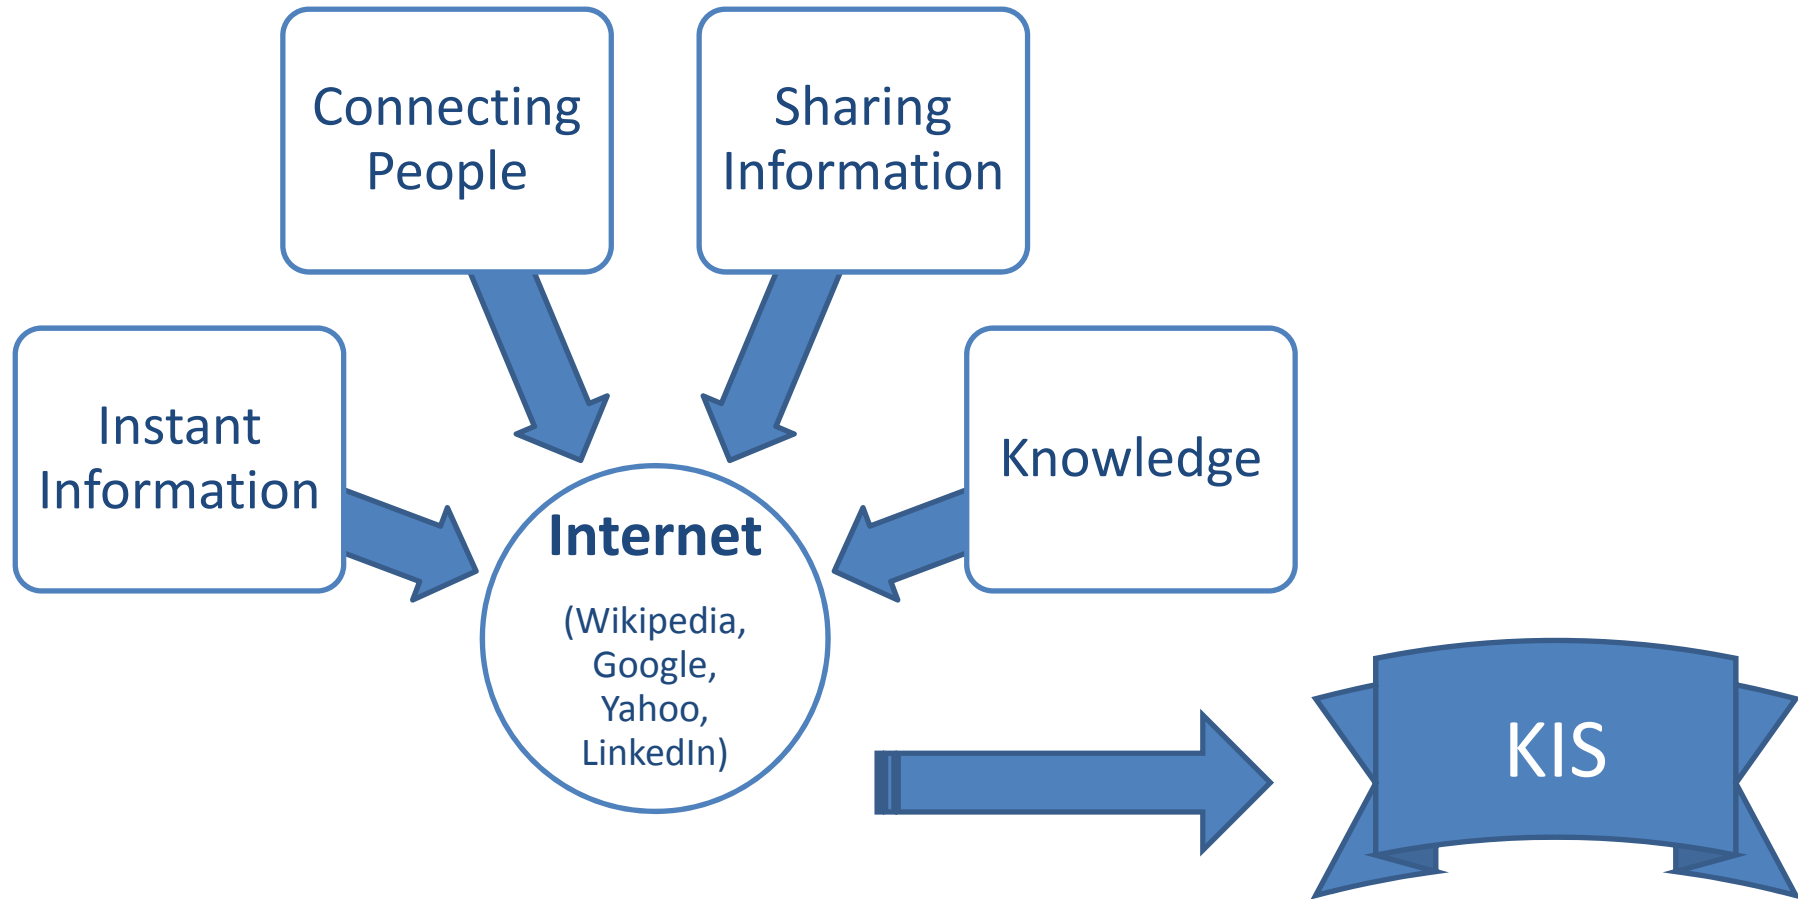 Connecting
People
Sharing
Information
Instant
Information
Knowledge
Internet
(Wikipedia,
Google,
Yahoo,
LinkedIn)
KIS